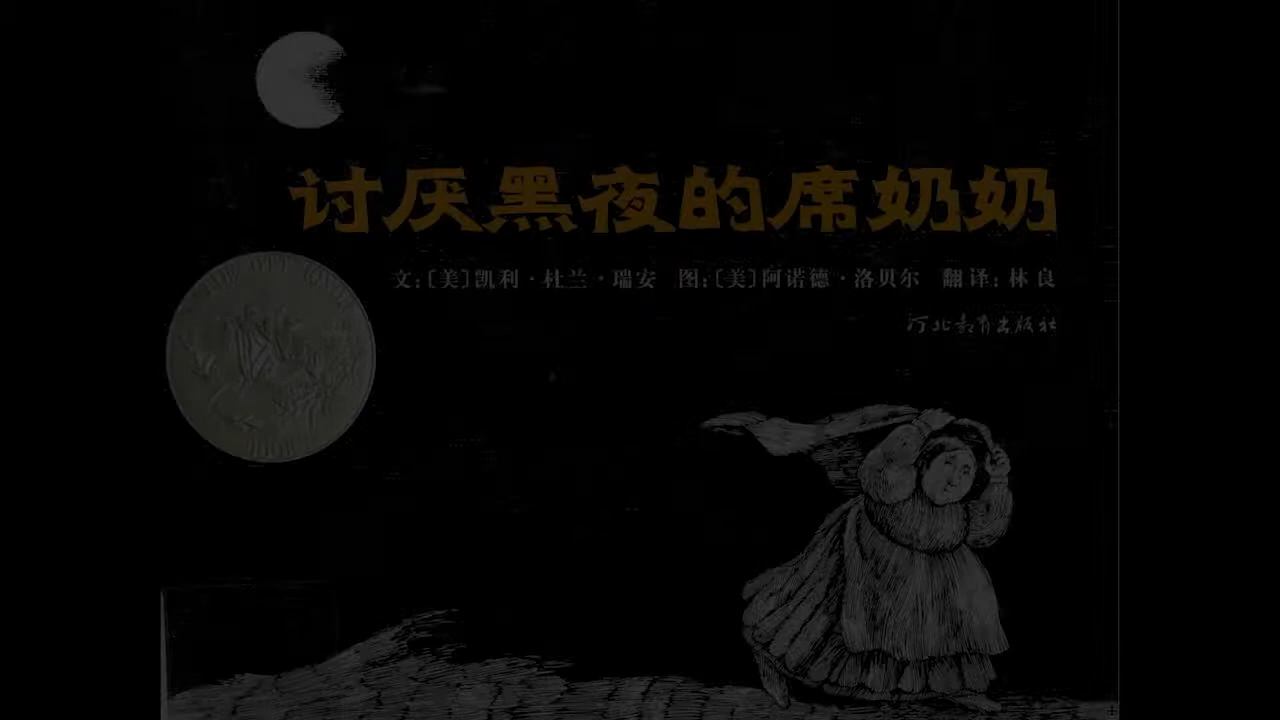 讨厌黑夜的席奶奶
文:〔美〕凯利·杜兰·瑞安 图:〔美〕阿诺德·洛贝尔 翻译:林良
河北教育出版社